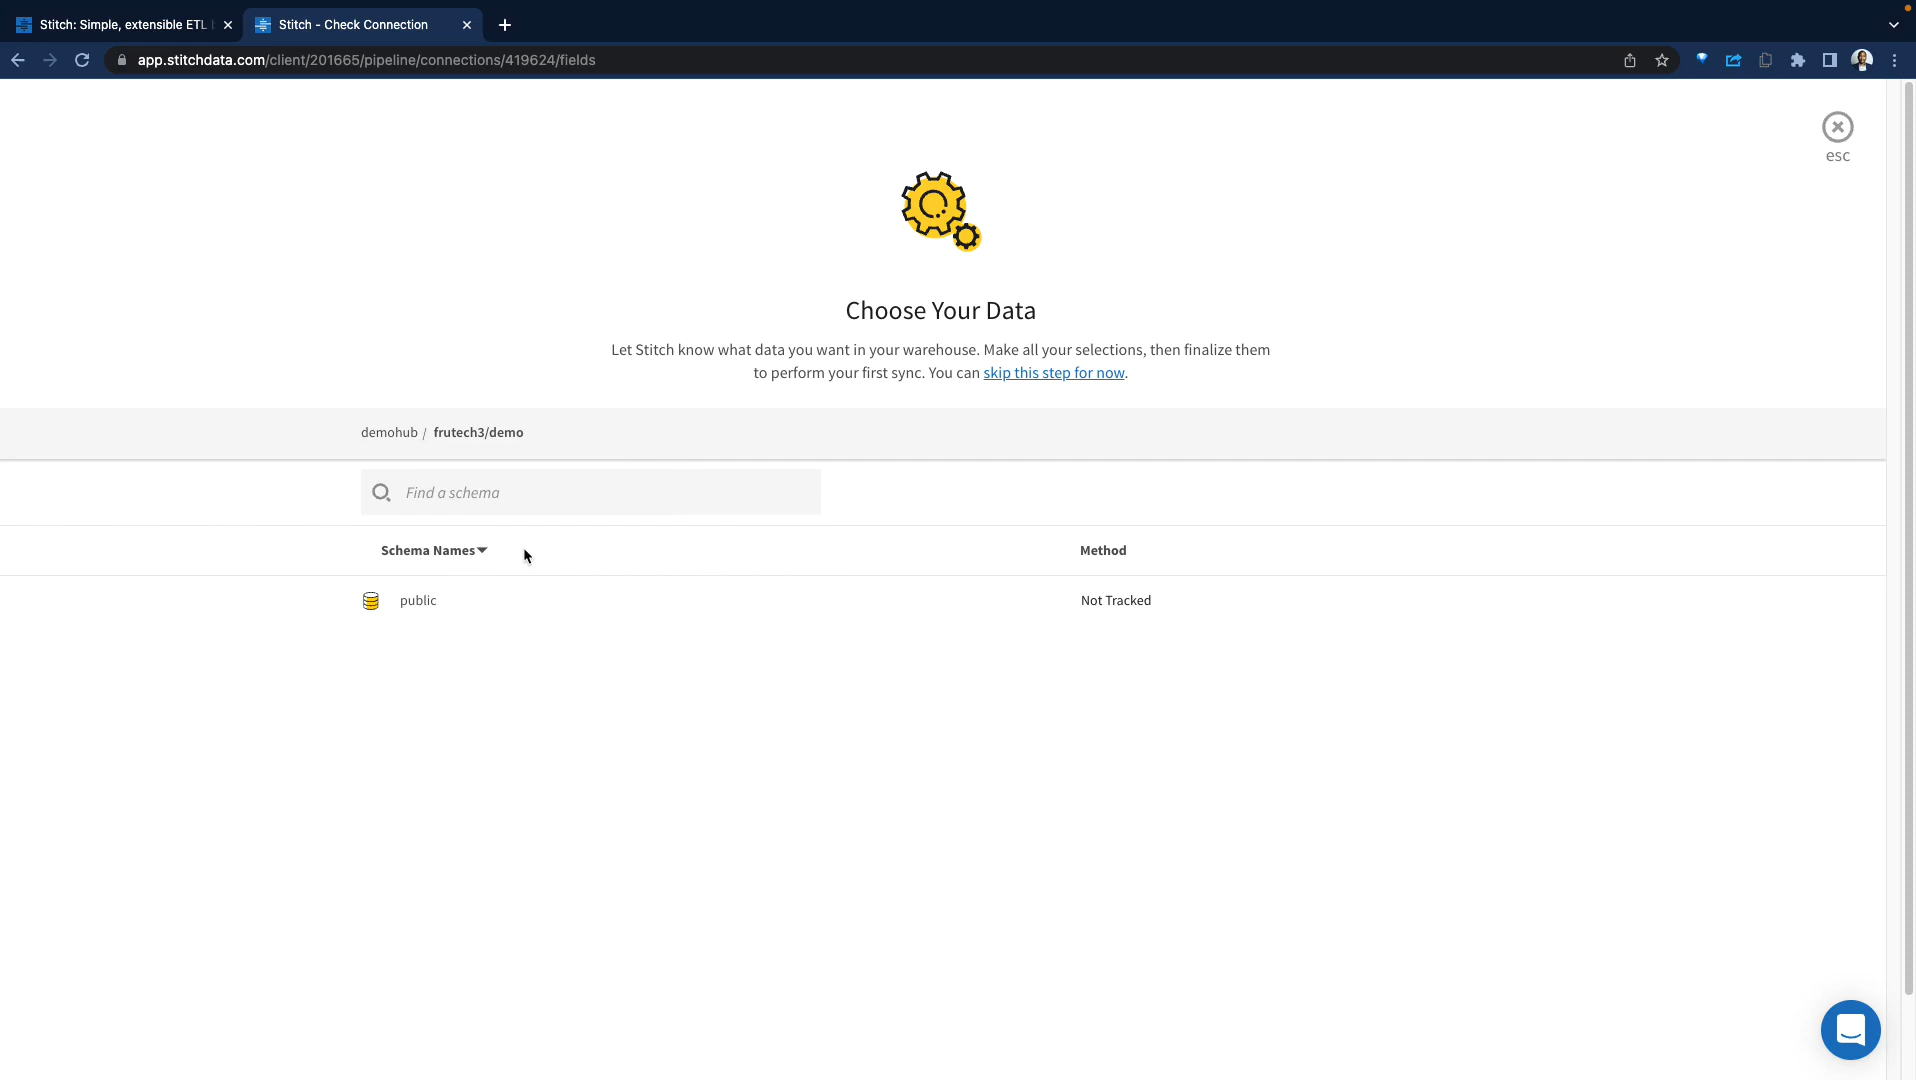 Stitch: Simple, extensible ETL
Stitch - Check Connection
app.stitchdata.com/client/201665/pipeline/connections/419624/fields
esc
Choose Your Data
Let Stitch know what data you want in your warehouse. Make all your selections, then finalize them
to perform your first sync. You can skip this step for now.
demohub / frutech3/demo
Find a schema
Schema Names
Method
public
Not Tracked